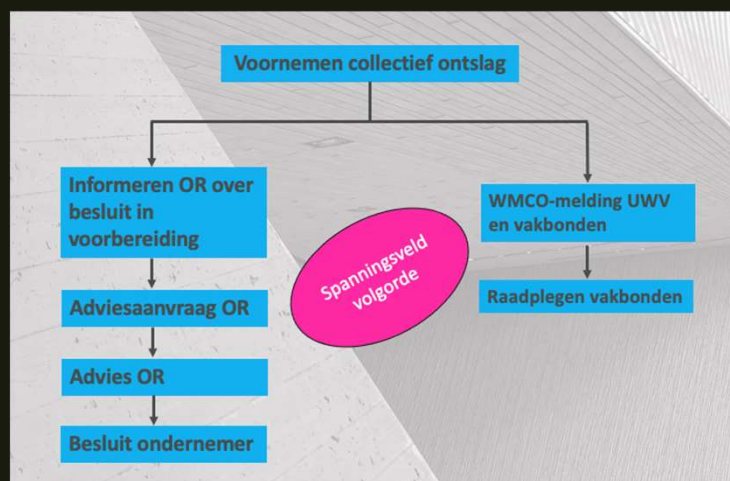 Voornemen collectief ontslag
Informeren OR over
besluit in
voorbereiding
Adviesaanvraag OR
Advies OR
Besluit ondernemer
Spanningsveld
volgorde
WMCO-melding UWV
en vakbonden
Raadplegen vakbonden